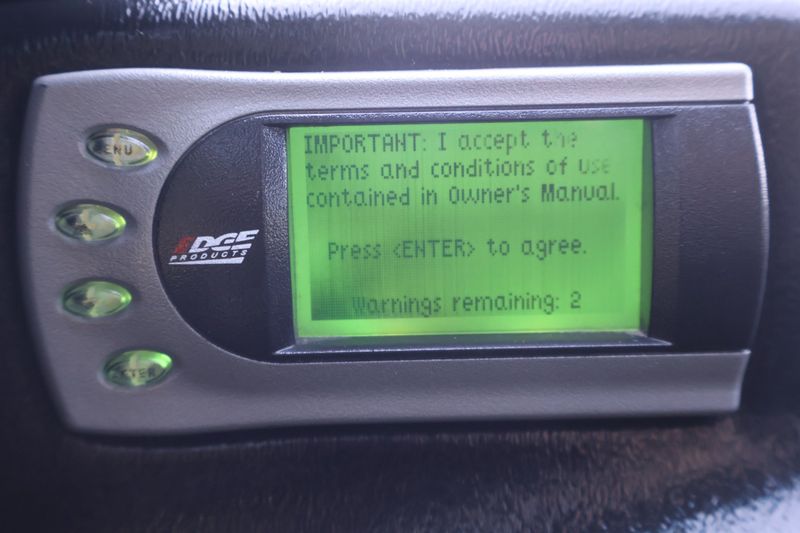 MENU
EDGE
PRODUCTS
IMPORTANT: I accept the
terms and conditions of use
contained in Owner's Manual.
Press <ENTER> to agree.
Warnings remaining: 2
ENTER